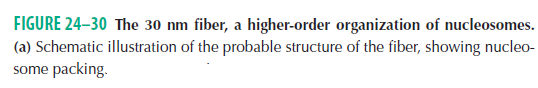 FIGURE 24–30 The 30 nm fiber, a higher-order organization of nucleosomes.
(a) Schematic illustration of the probable structure of the fiber, showing nucleo-
some packing.